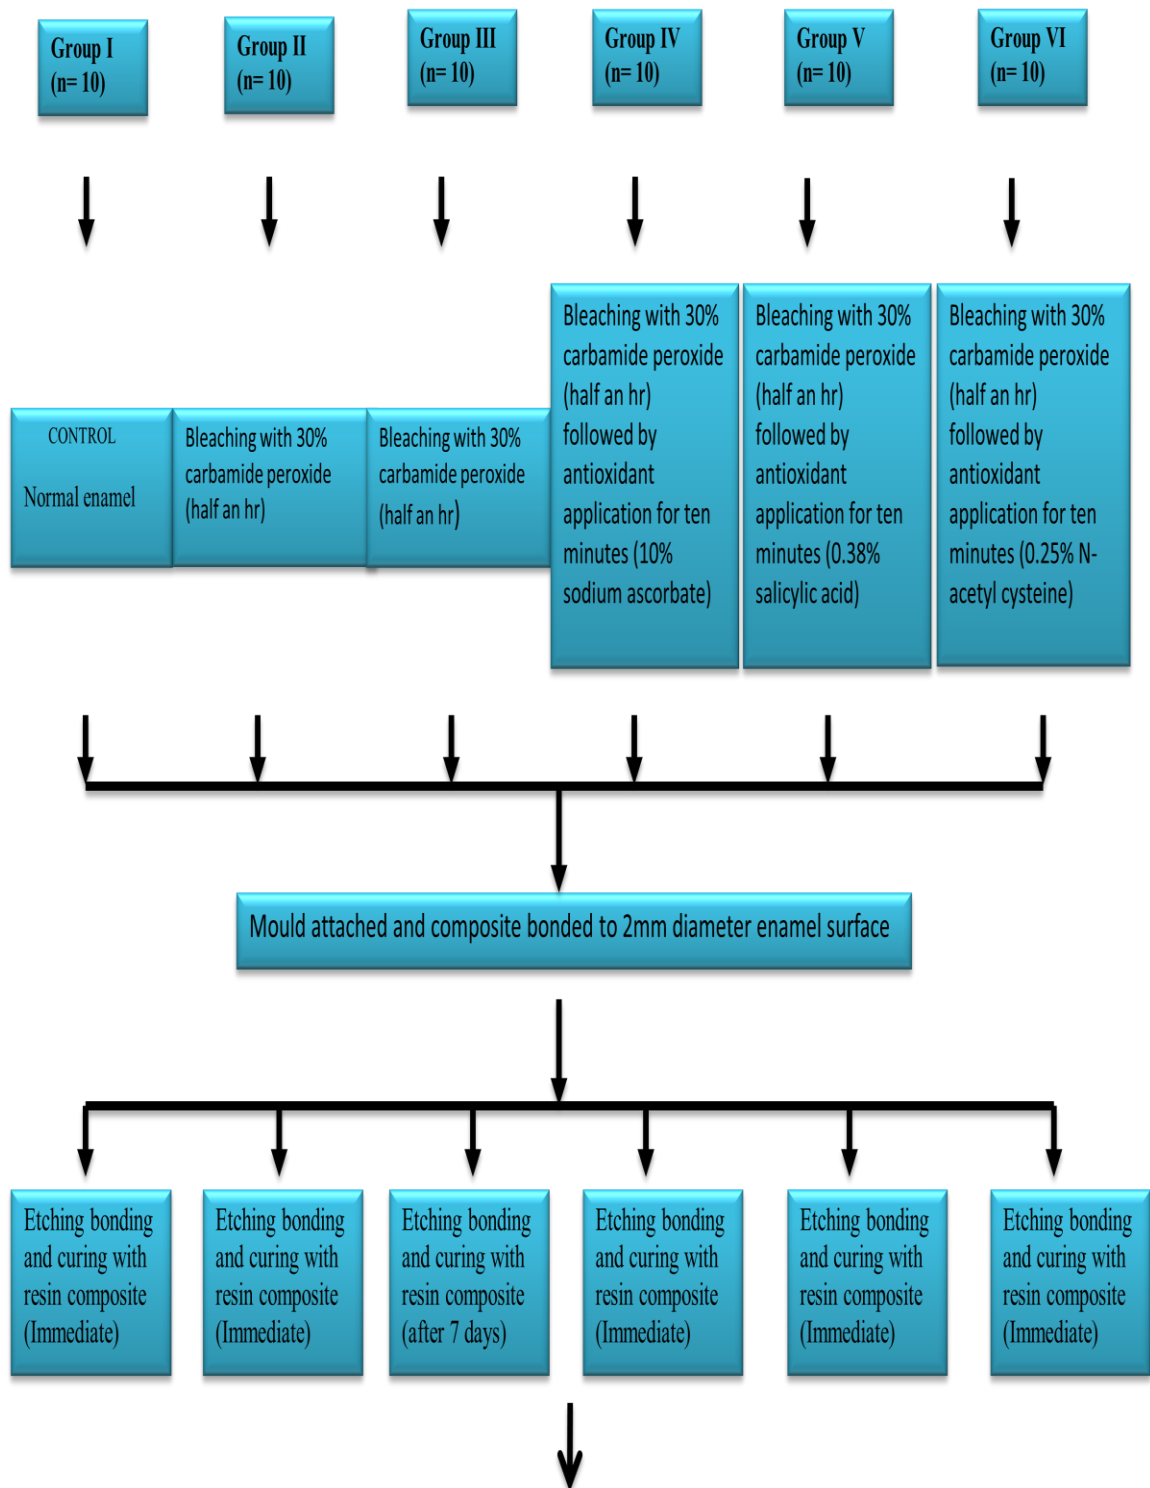 Group I
(n= 10)
Group II
(n= 10)
Group III
(n= 10)
Group IV
(n= 10)
Group V
(n= 10)
Group VI
(n= 10)
CONTROL
Normal enamel
Bleaching with 30%
carbamide peroxide
(half an hr)
Bleaching with 30%
carbamide peroxide
(half an hr)
Bleaching with 30%
carbamide peroxide
(half an hr)
followed by
antioxidant
application for ten
minutes (10%
sodium ascorbate)
Bleaching with 30%
carbamide peroxide
(half an hr)
followed by
antioxidant
application for ten
minutes (0.38%
salicylic acid)
Bleaching with 30%
carbamide peroxide
(half an hr)
followed by
antioxidant
application for ten
minutes (0.25% N-
acetyl cysteine)
Mould attached and composite bonded to 2mm diameter enamel surface
Etching bonding
and curing with
resin composite
(Immediate)
Etching bonding
and curing with
resin composite
(Immediate)
Etching bonding
and curing with
resin composite
(after 7 days)
Etching bonding
and curing with
resin composite
(Immediate)
Etching bonding
and curing with
resin composite
(Immediate)
Etching bonding
and curing with
resin composite
(Immediate)